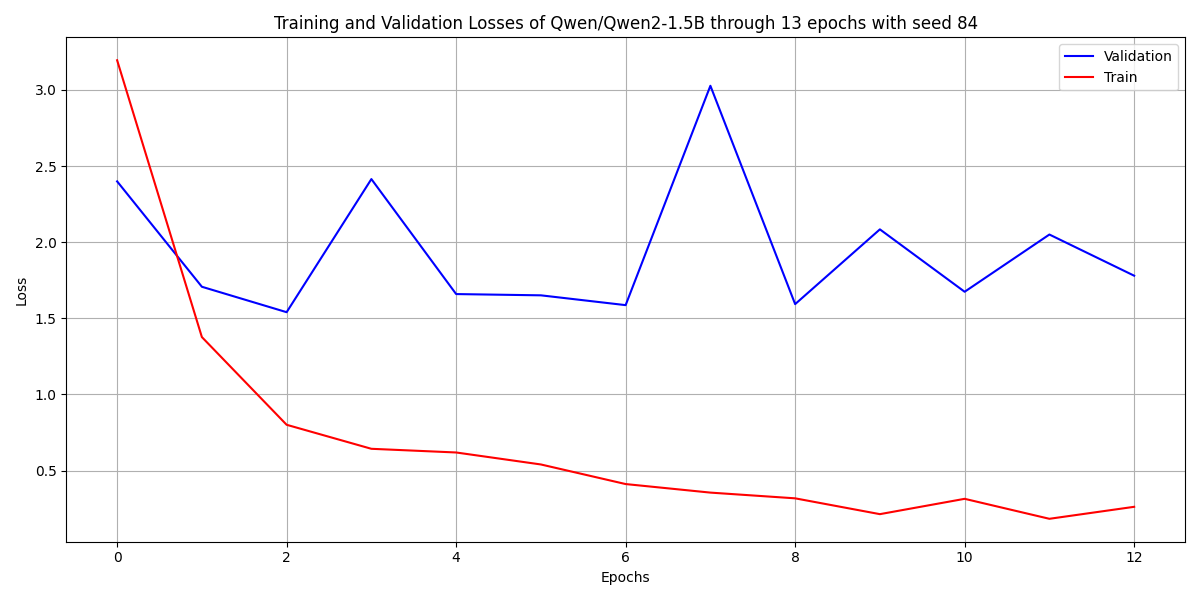 Training and Validation Losses of Qwen/Qwen2-1.5B through 13 epochs with seed 84
Validation
Train
3.0
2.5
2.0
1.5
1.0
0.5
Loss
0 2 4 6 8 10 12
Epochs